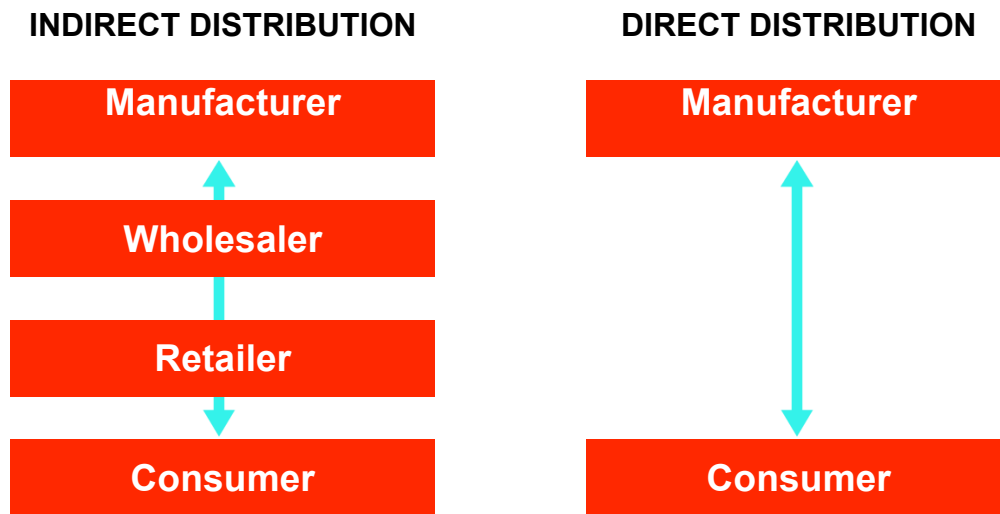 INDIRECT DISTRIBUTION
Manufacturer
Wholesaler
Retailer
Consumer
DIRECT DISTRIBUTION
Manufacturer
Consumer